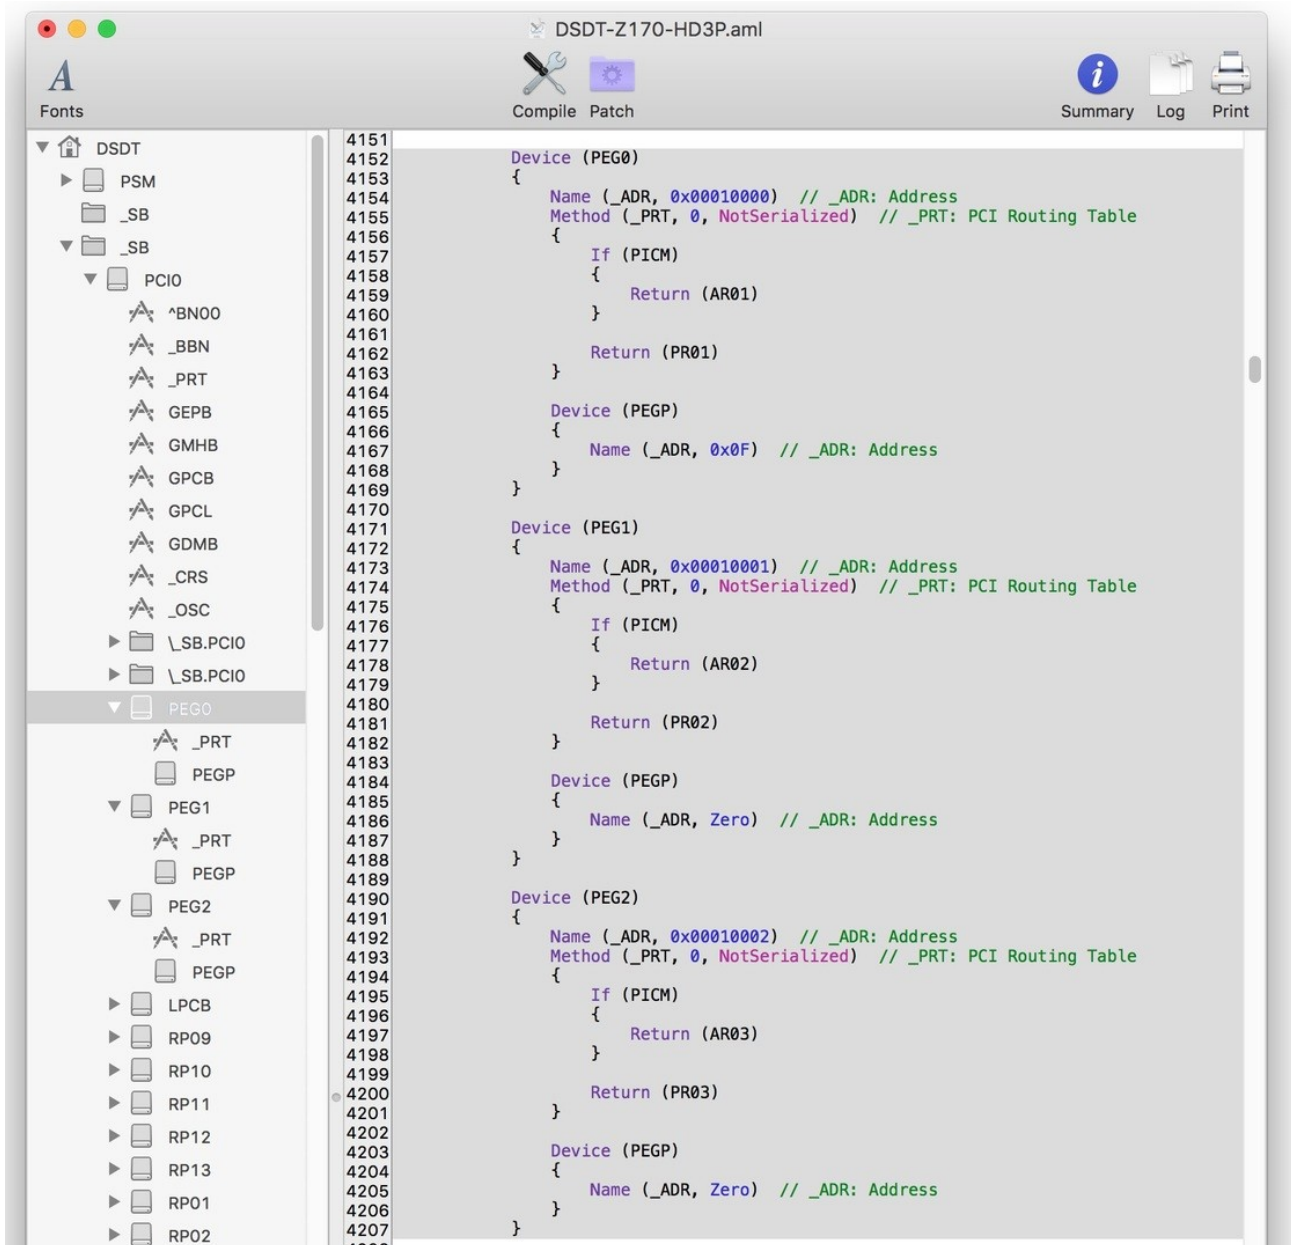 DSDT-Z170-HD3P.aml
Fonts
Compile
Patch
Summary
Log
Print
DSDT
PSM
_SB
_SB
PCI0
^BN00
_BBN
_PRT
GEPB
GMHB
GPCB
GPCL
GDMB
_CRS
_OSC
\_SB.PCI0
\_SB.PCI0
PEG0
_PRT
PEGP
PEG1
_PRT
PEGP
PEG2
_PRT
PEGP
LPCB
RP09
RP10
RP11
RP12
RP13
RP01
RP02
4151
4152 Device (PEG0)
4153 {
4154 Name (_ADR, 0x00010000) // _ADR: Address
4155 Method (_PRT, 0, NotSerialized) // _PRT: PCI Routing Table
4156 {
4157 If (PICM)
4158 {
4159 Return (AR01)
4160 }
4161
4162 Return (PR01)
4163 }
4164
4165 Device (PEGP)
4166 {
4167 Name (_ADR, 0x0F) // _ADR: Address
4168 }
4169 }
4170
4171 Device (PEG1)
4172 {
4173 Name (_ADR, 0x00010001) // _ADR: Address
4174 Method (_PRT, 0, NotSerialized) // _PRT: PCI Routing Table
4175 {
4176 If (PICM)
4177 {
4178 Return (AR02)
4179 }
4180
4181 Return (PR02)
4182 }
4183
4184 Device (PEGP)
4185 {
4186 Name (_ADR, Zero) // _ADR: Address
4187 }
4188 }
4189
4190 Device (PEG2)
4191 {
4192 Name (_ADR, 0x00010002) // _ADR: Address
4193 Method (_PRT, 0, NotSerialized) // _PRT: PCI Routing Table
4194 {
4195 If (PICM)
4196 {
4197 Return (AR03)
4198 }
4199
4200 Return (PR03)
4201 }
4202
4203 Device (PEGP)
4204 {
4205 Name (_ADR, Zero) // _ADR: Address
4206 }
4207 }